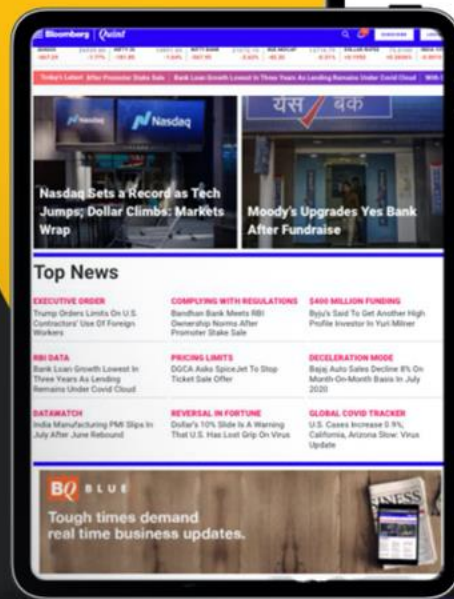 Bloomberg | Quint
SENSEX
NIFTY 50
NIFTY BANK
DOLLAR RATES
Today's Latest After Promoter Stake Sale | Bank Loan Growth Lowest In Three Years As Lending Remains Under Covid Cloud |
Nasdaq
Nasdaq
Nasdaq Sets a Record as Tech
Jumps; Dollar Climbs: Markets
Wrap
यस बैंक
Moody's Upgrades Yes Bank
After Fundraise
Top News
EXECUTIVE ORDER
Trump Orders Limits On U.S.
Contractors' Use Of Foreign
Workers
COMPLYING WITH REGULATIONS
Bandhan Bank Meets RBI
Ownership Norms After
Promoter Stake Sale
$400 MILLION FUNDING
Byju's Said To Get Another High
Profile Investor In Yuri Milner
RBI DATA
Bank Loan Growth Lowest In
Three Years As Lending
Remains Under Covid Cloud
PRICING LIMITS
DGCA Asks SpiceJet To Stop
Ticket Sale Offer
DECELERATION MODE
Bajaj Auto Sales Decline 8% On
Month-On-Month Basis In July
2020
DATAWATCH
India Manufacturing PMI Slips In
July After June Rebound
REVERSAL IN FORTUNE
Dollar's 10% Slide Is A Warning
That U.S. Has Lost Grip On Virus
GLOBAL COVID TRACKER
U.S. Cases Increase 0.9%,
California, Arizona Slow: Virus
Update
BQ BLUE
Tough times demand
real time business updates.